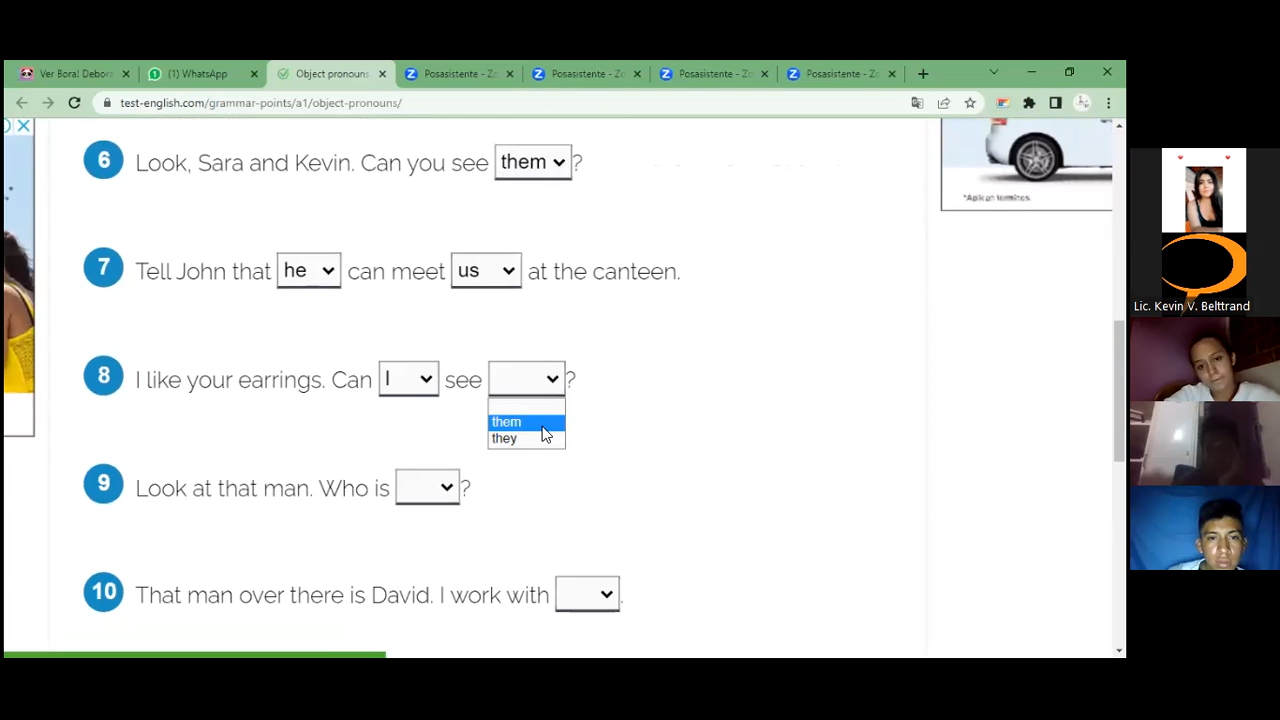 Ver Bora! Debora
(1) WhatsApp
Object pronouns
Posasistente - Zo
Posasistente - Zo
Posasistente - Zo
Posasistente - Zo
test-english.com/grammar-points/a1/object-pronouns/
6 Look, Sara and Kevin. Can you see them ?
*Aplican terminos.
7 Tell John that he can meet us at the canteen.
8 I like your earrings. Can I see ?
them
they
9 Look at that man. Who is ?
10 That man over there is David. I work with .
Lic. Kevin V. Belttrand